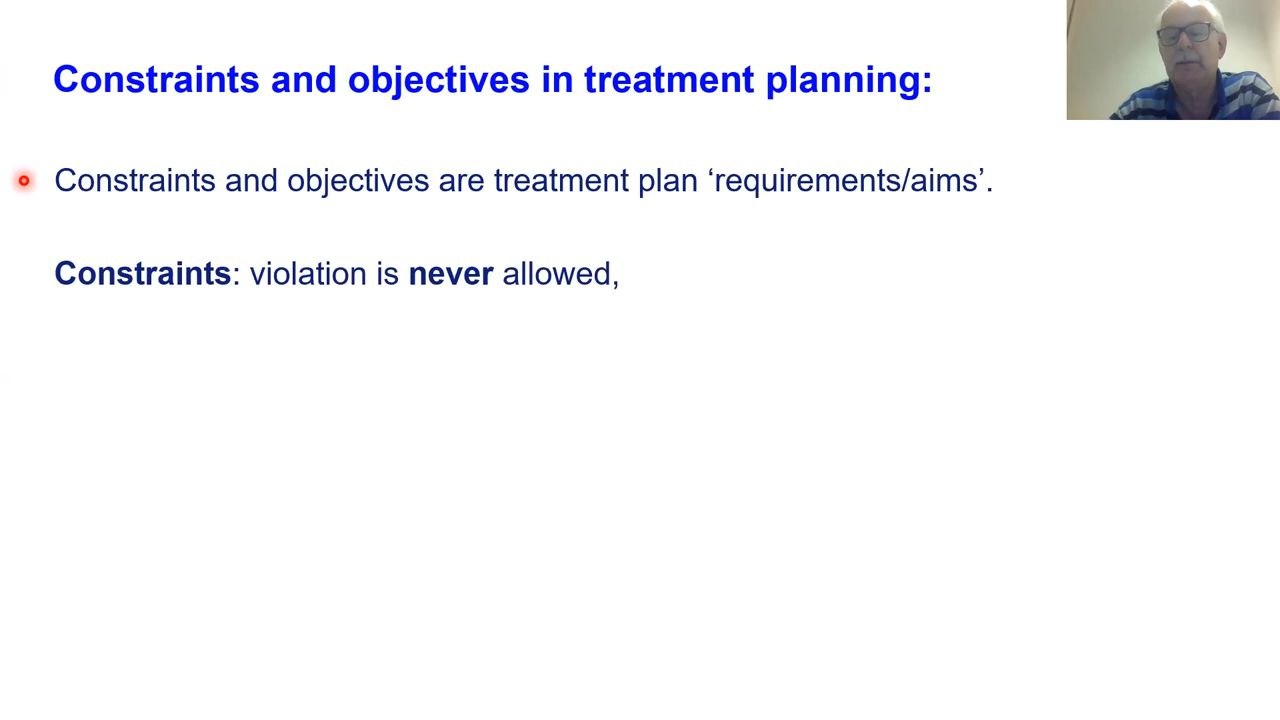 Constraints and objectives in treatment planning:
Constraints and objectives are treatment plan ‘requirements/aims’.
Constraints: violation is never allowed,